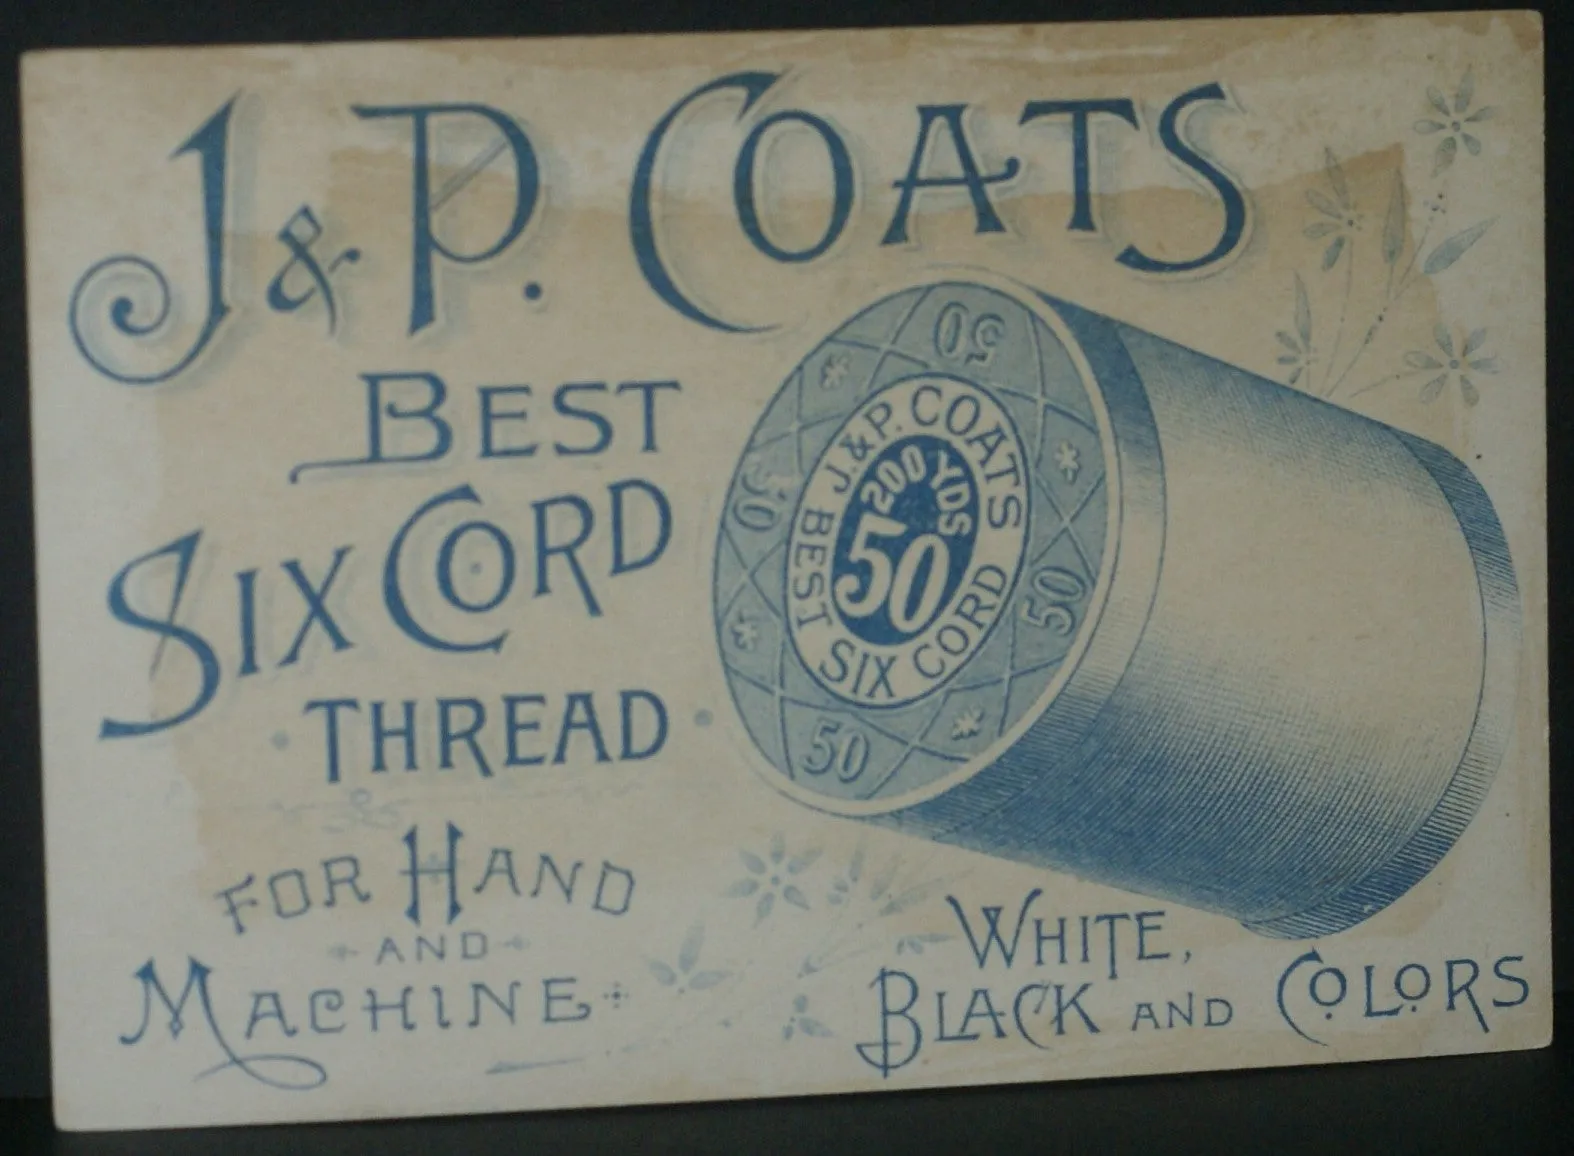 J & P. COATS
BEST
SIX CORD
THREAD
FOR HAND
AND
MACHINE
50
50
50
50
J. & P. COATS
BEST SIX CORD
200 YDS
50
WHITE,
BLACK AND COLORS